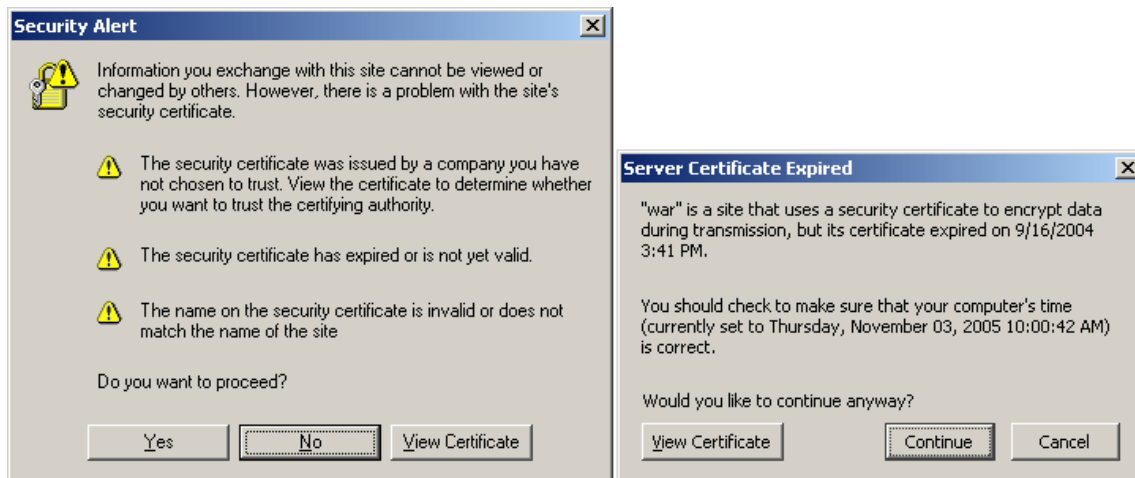 Security Alert
Information you exchange with this site cannot be viewed or
changed by others. However, there is a problem with the site's
security certificate.
The security certificate was issued by a company you have
not chosen to trust. View the certificate to determine whether
you want to trust the certifying authority.
The security certificate has expired or is not yet valid.
The name on the security certificate is invalid or does not
match the name of the site
Do you want to proceed?
Yes
No
View Certificate
Server Certificate Expired
"war" is a site that uses a security certificate to encrypt data
during transmission, but its certificate expired on 9/16/2004
3:41 PM.
You should check to make sure that your computer's time
(currently set to Thursday, November 03, 2005 10:00:42 AM)
is correct.
Would you like to continue anyway?
View Certificate
Continue
Cancel